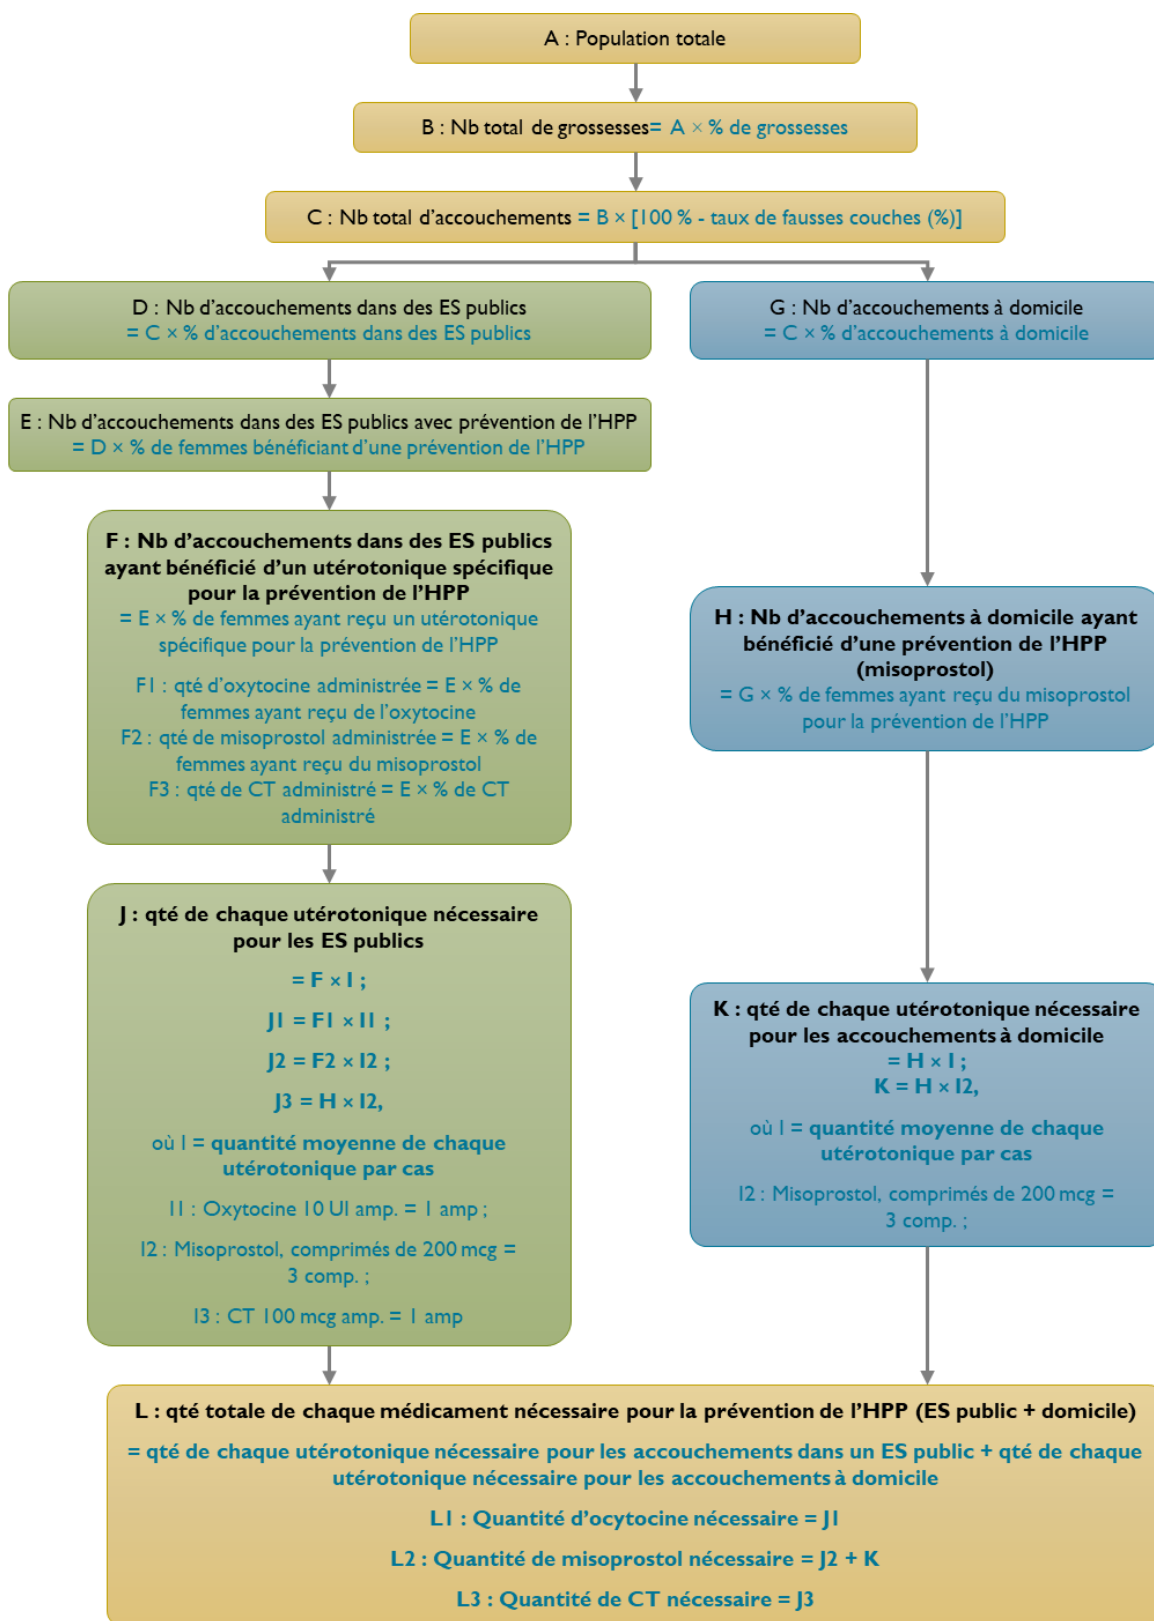 A : Population totale
B : Nb total de grossesses= A × % de grossesses
C : Nb total d'accouchements = B × [100 % - taux de fausses couches (%)]
D : Nb d'accouchements dans des ES publics
= C × % d'accouchements dans des ES publics
E : Nb d'accouchements dans des ES publics avec prévention de l'HPP
= D × % de femmes bénéficiant d'une prévention de l'HPP
F : Nb d'accouchements dans des ES publics
ayant bénéficié d'un utérotonique spécifique
pour la prévention de l'HPP
= E × % de femmes ayant reçu un utérotonique
spécifique pour la prévention de l'HPP
F1 : qté d'oxytocine administrée = E × % de
femmes ayant reçu de l'oxytocine
F2 : qté de misoprostol administrée = E × % de
femmes ayant reçu du misoprostol
F3 : qté de CT administré = E × % de CT
administré
J : qté de chaque utérotonique nécessaire
pour les ES publics
= F × I ;
J1 = F1 × I1 ;
J2 = F2 × I2 ;
J3 = H × I2,
où I = quantité moyenne de chaque
utérotonique par cas
I1 : Oxytocine 10 UI amp. = 1 amp ;
I2 : Misoprostol, comprimés de 200 mcg =
3 comp. ;
I3 : CT 100 mcg amp. = 1 amp
G : Nb d'accouchements à domicile
= C × % d'accouchements à domicile
H : Nb d'accouchements à domicile ayant
bénéficié d'une prévention de l'HPP
(misoprostol)
= G × % de femmes ayant reçu du misoprostol
pour la prévention de l'HPP
K : qté de chaque utérotonique nécessaire
pour les accouchements à domicile
= H × I ;
K = H × I2,
où I = quantité moyenne de chaque
utérotonique par cas
I2 : Misoprostol, comprimés de 200 mcg =
3 comp. ;
L : qté totale de chaque médicament nécessaire pour la prévention de l'HPP (ES public + domicile)
= qté de chaque utérotonique nécessaire pour les accouchements dans un ES public + qté de chaque
utérotonique nécessaire pour les accouchements à domicile
L1 : Quantité d'ocytocine nécessaire = J1
L2 : Quantité de misoprostol nécessaire = J2 + K
L3 : Quantité de CT nécessaire = J3